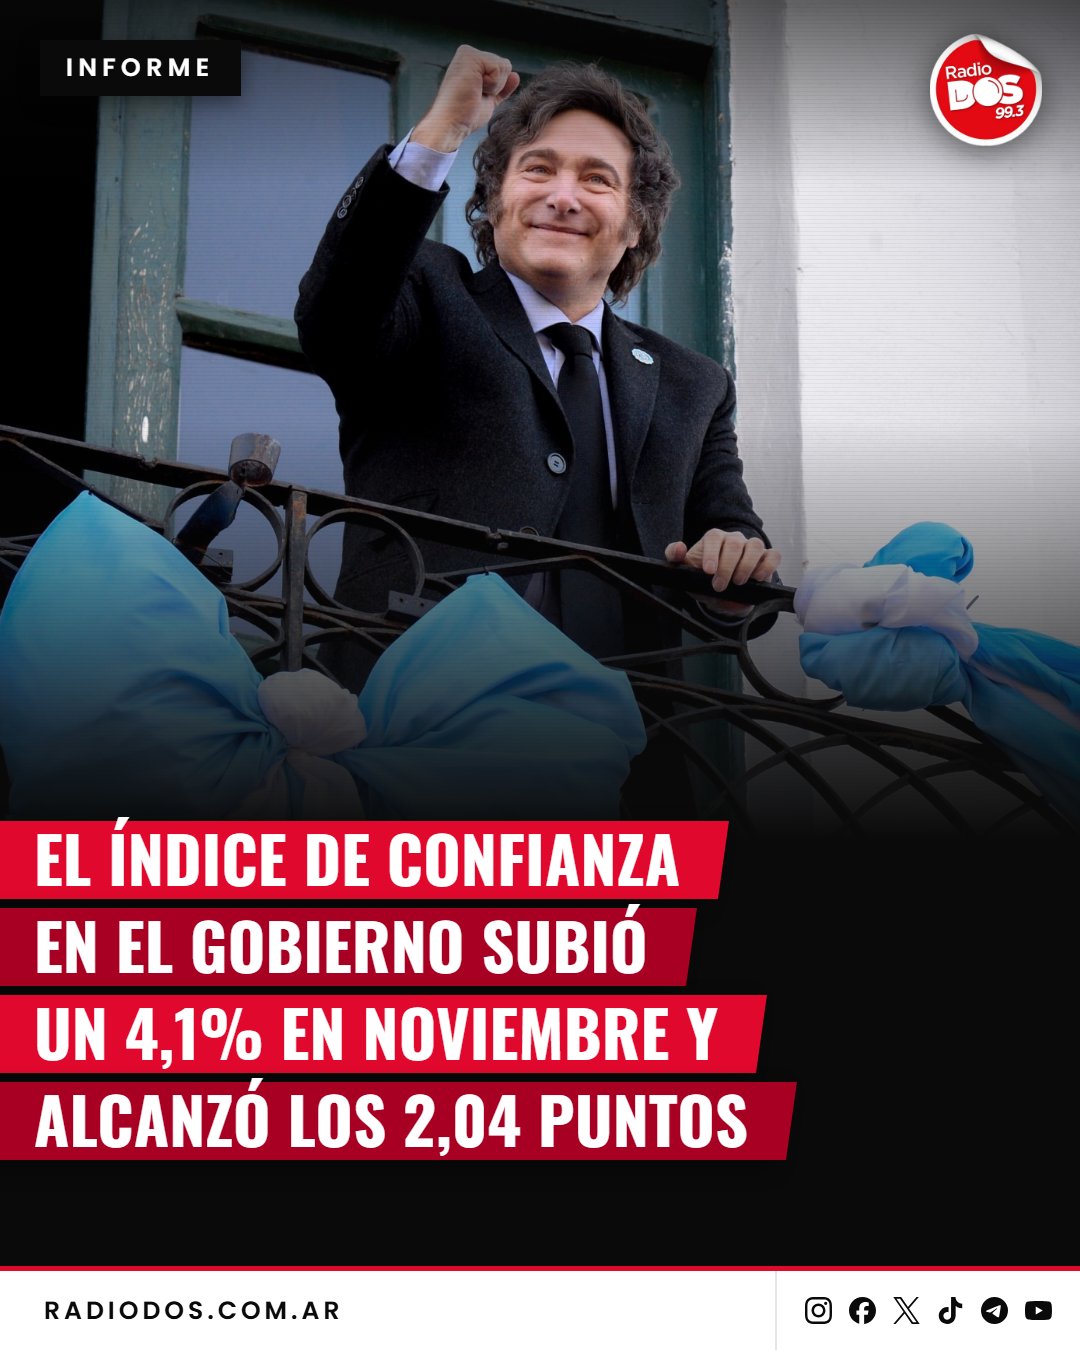 INFORME
Radio
DOS
99.3
EL ÍNDICE DE CONFIANZA
EN EL GOBIERNO SUBIÓ
UN 4,1% EN NOVIEMBRE Y
ALCANZÓ LOS 2,04 PUNTOS
RADIODOS.COM.AR